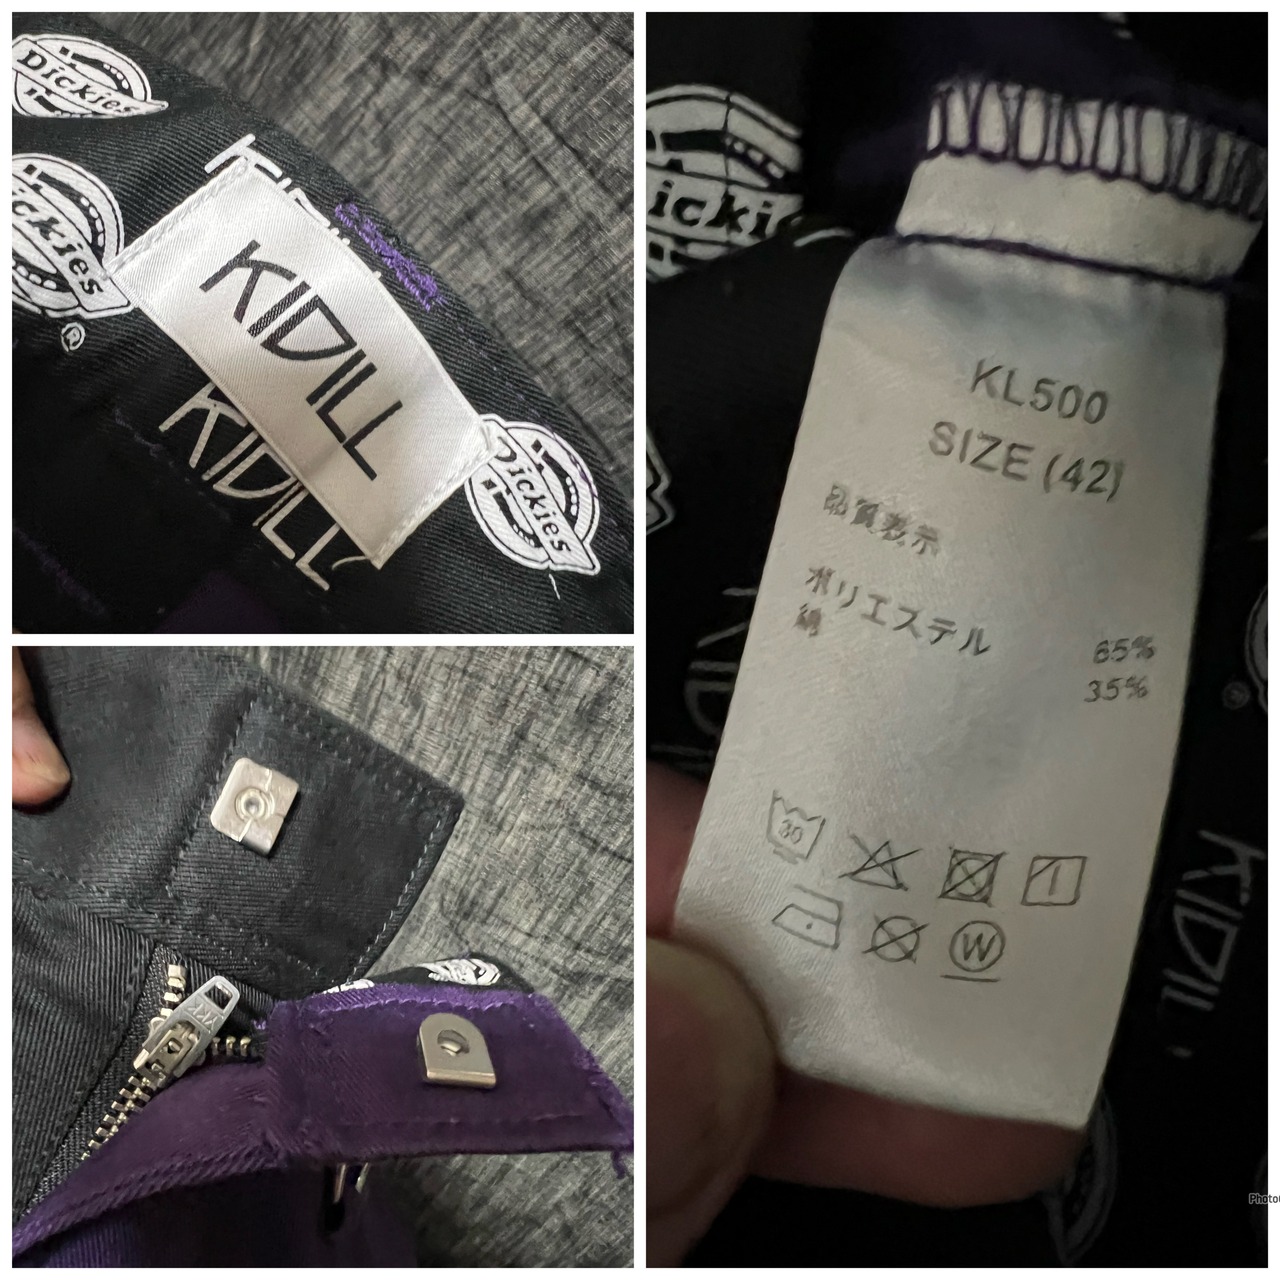 Dickies
Dickies
®
KIDILL
KIDILL
Dickies
Dickies
KL500
SIZE (42)
品質表示
ポリエステル 65%
綿 35%
30
W
KIDILL
YKK